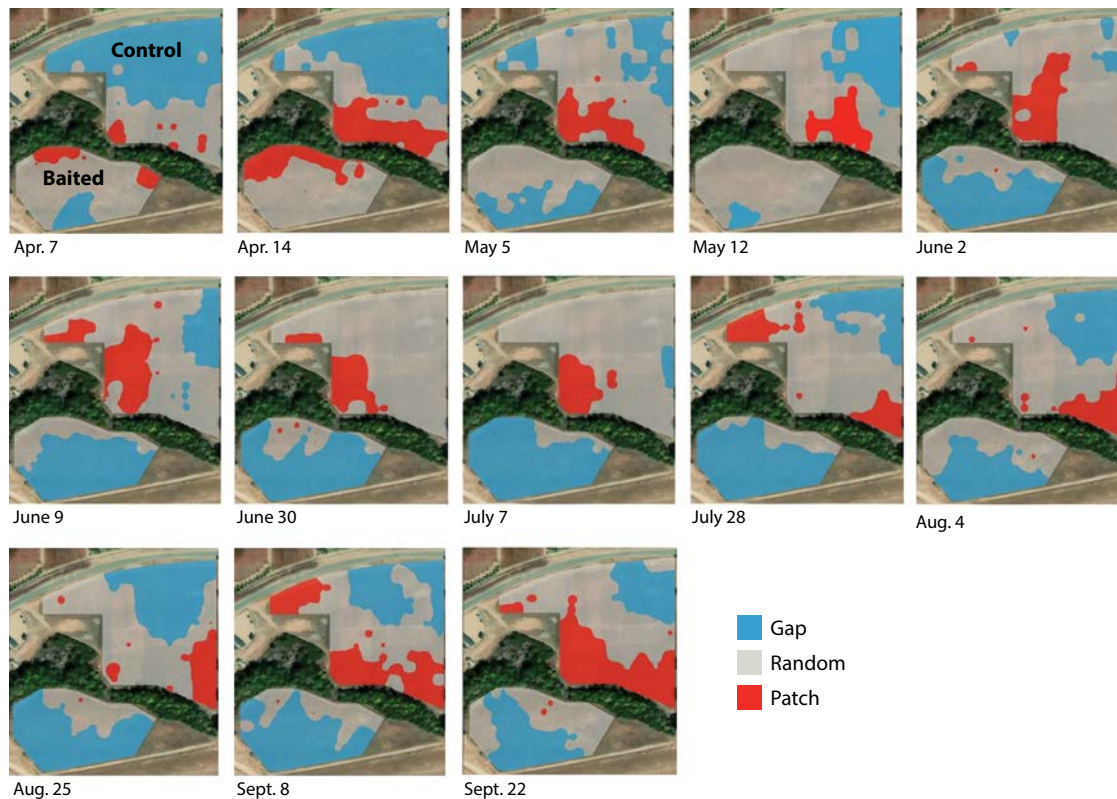 Control
Baited
Apr. 7
Apr. 14
May 5
May 12
June 2
June 9
June 30
July 7
July 28
Aug. 4
Aug. 25
Sept. 8
Sept. 22
Gap
Random
Patch